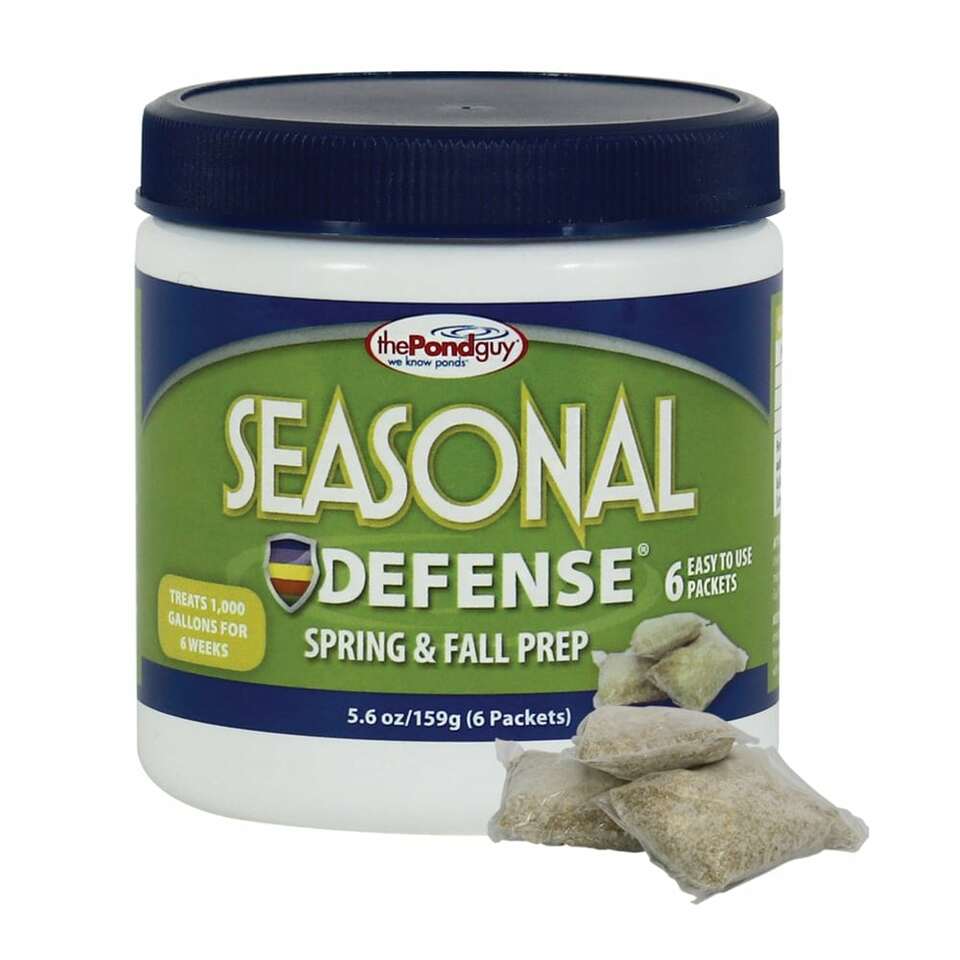 thePondguy
we know ponds
SEASONAL
DEFENSE®
SPRING & FALL PREP
6 EASY TO USE
PACKETS
TREATS 1,000
GALLONS FOR
6 WEEKS
5.6 oz/159g (6 Packets)